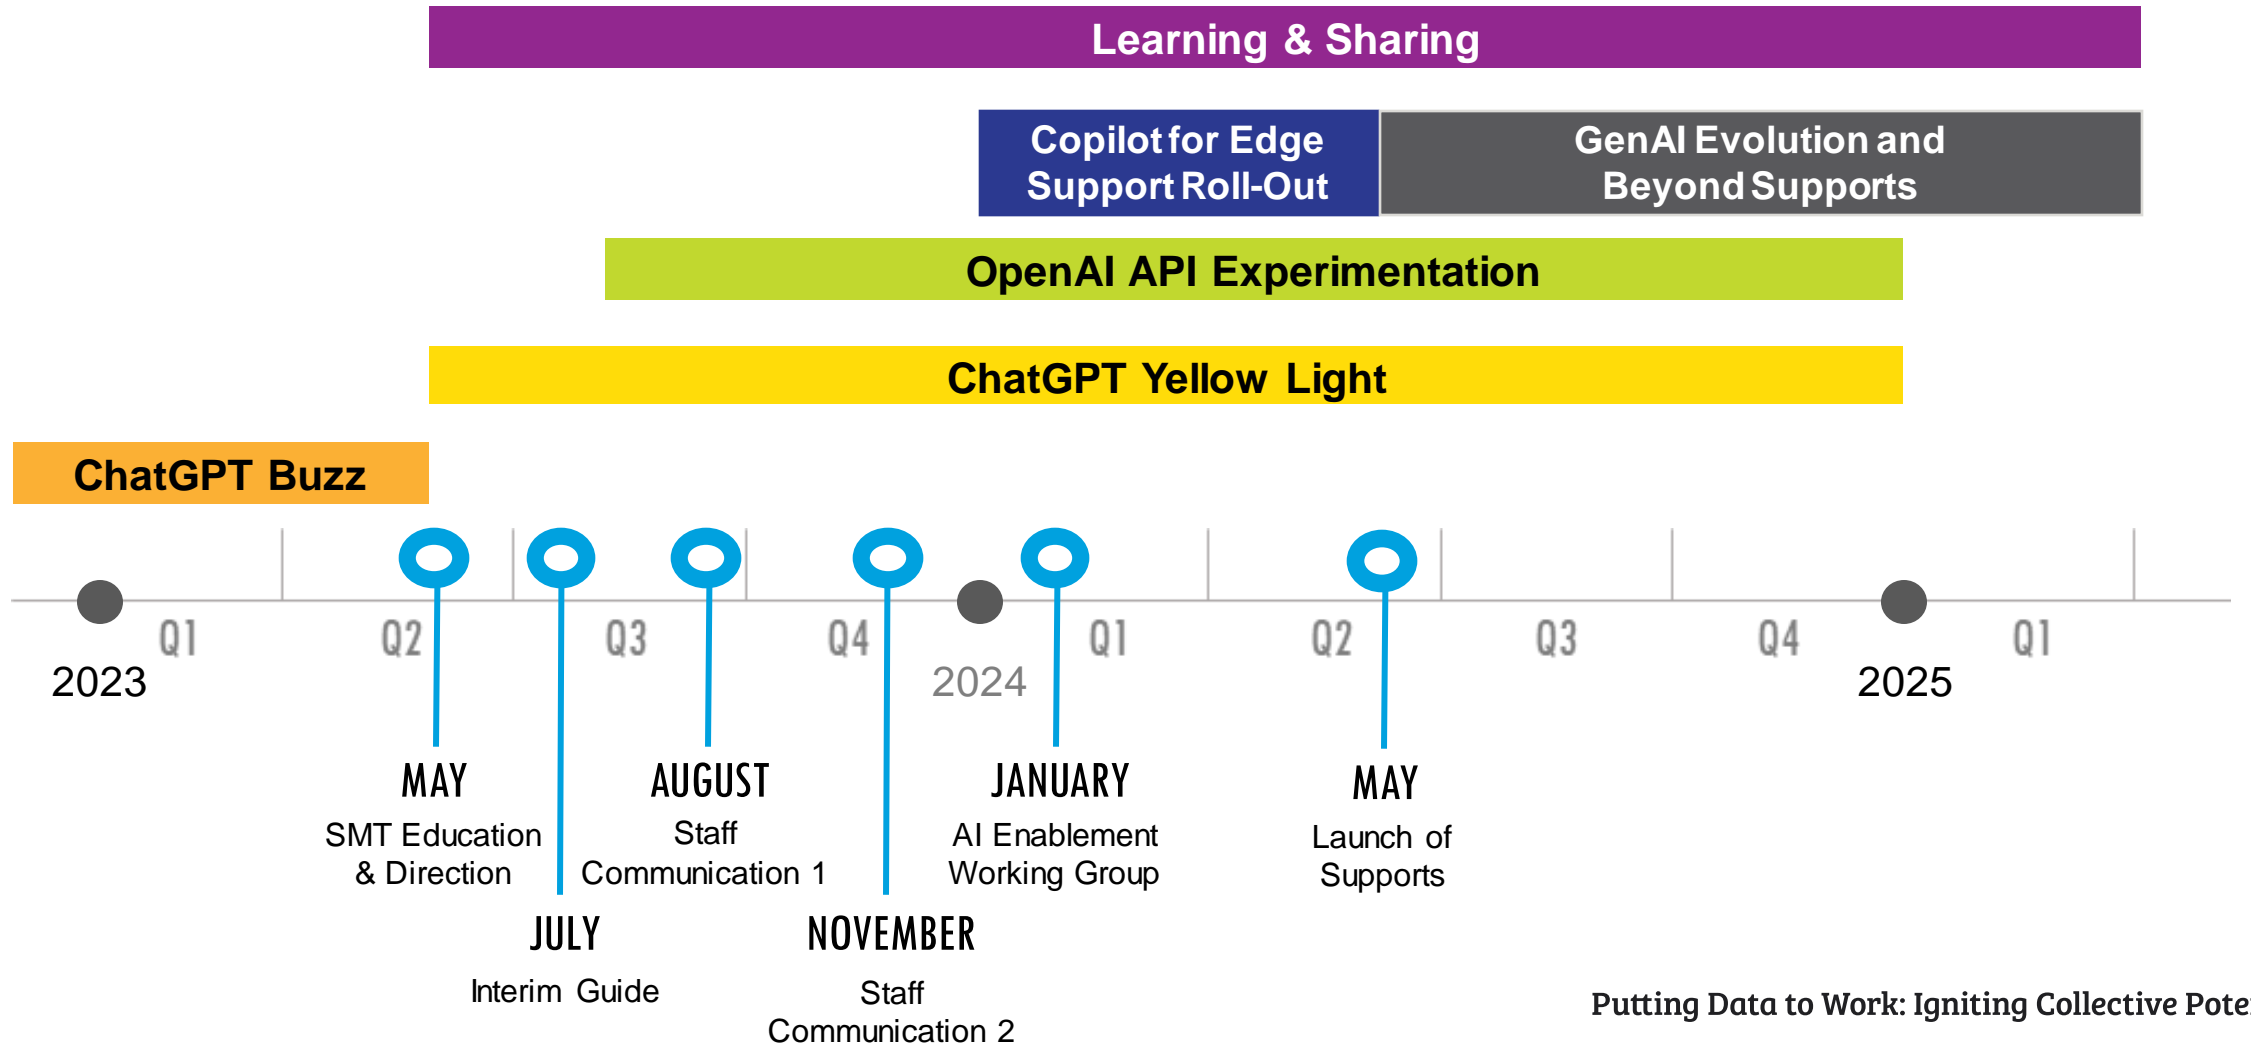 Learning & Sharing
Copilot for Edge
Support Roll-Out
GenAI Evolution and
Beyond Supports
OpenAI API Experimentation
ChatGPT Yellow Light
ChatGPT Buzz
Q1
Q2
Q3
Q4
Q1
Q2
Q3
Q4
Q1
2023
2024
2025
MAY
SMT Education
& Direction
JULY
Interim Guide
AUGUST
Staff
Communication 1
NOVEMBER
Staff
Communication 2
JANUARY
AI Enablement
Working Group
MAY
Launch of
Supports
Putting Data to Work: Igniting Collective Pote